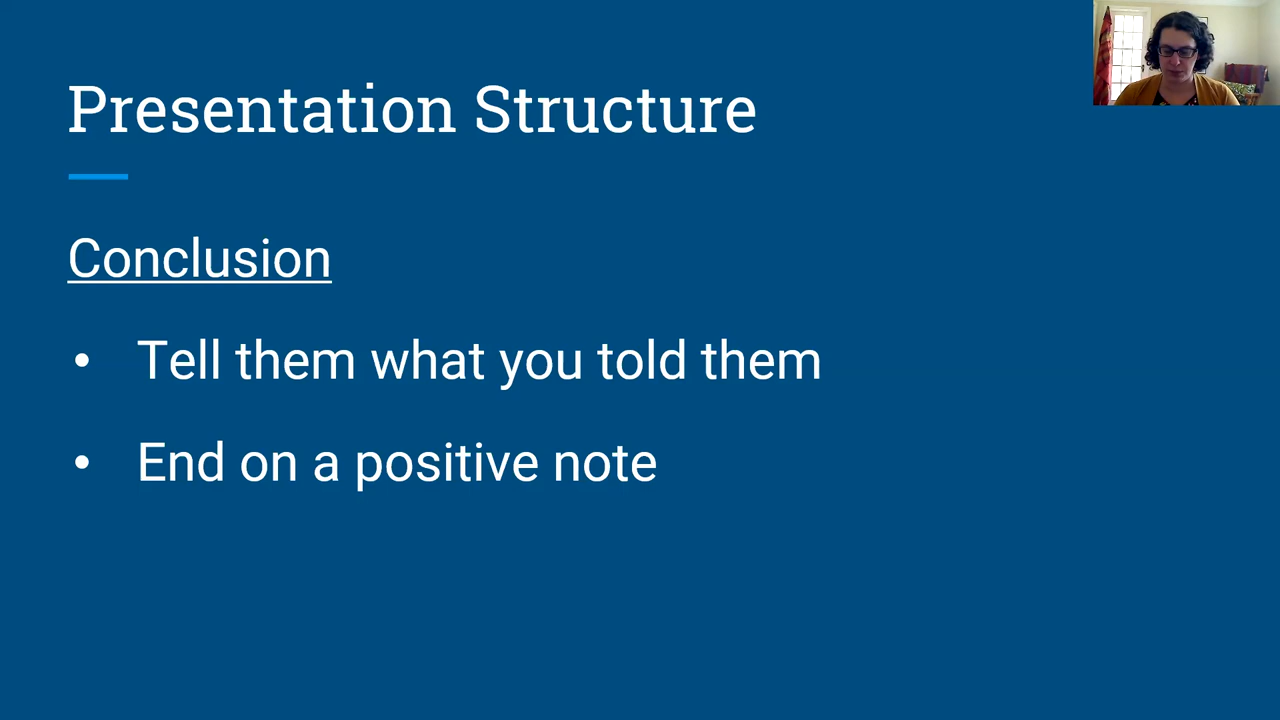 Presentation Structure
Conclusion
• Tell them what you told them
• End on a positive note